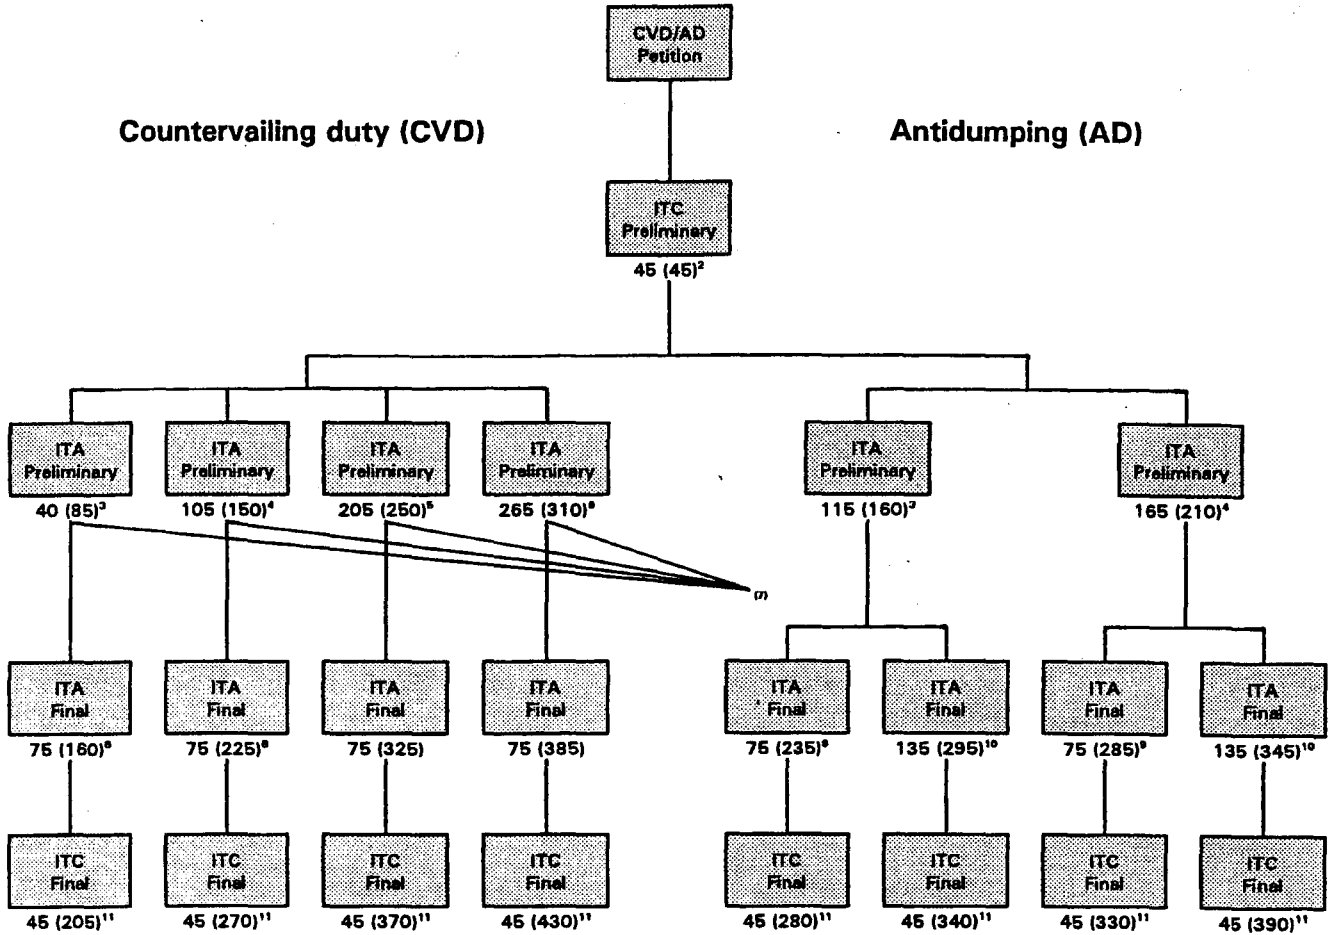 CVD/AD
Petition
Countervailing duty (CVD)
Antidumping (AD)
ITC
Preliminary
45 (45)²
ITA
Preliminary
40 (85)³
ITA
Preliminary
105 (150)⁴
ITA
Preliminary
205 (250)⁵
ITA
Preliminary
265 (310)⁶
ITA
Preliminary
115 (160)³
ITA
Preliminary
165 (210)⁴
(7)
ITA
Final
75 (160)⁸
ITA
Final
75 (225)⁸
ITA
Final
75 (325)
ITA
Final
75 (385)
ITA
Final
75 (235)⁸
ITA
Final
135 (295)¹⁰
ITA
Final
75 (285)⁹
ITA
Final
135 (345)¹⁰
ITC
Final
45 (205)¹¹
ITC
Final
45 (270)¹¹
ITC
Final
45 (370)¹¹
ITC
Final
45 (430)¹¹
ITC
Final
45 (280)¹¹
ITC
Final
45 (340)¹¹
ITC
Final
45 (330)¹¹
ITC
Final
45 (390)¹¹